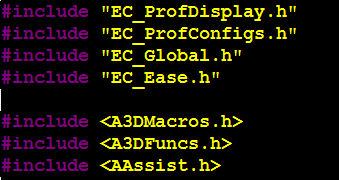 #include "EC_ProfDisplay.h"
#include "EC_ProfConfigs.h"
#include "EC_Global.h"
#include "EC_Ease.h"
#include <A3DMacros.h>
#include <A3DFuncs.h>
#include <AAssist.h>